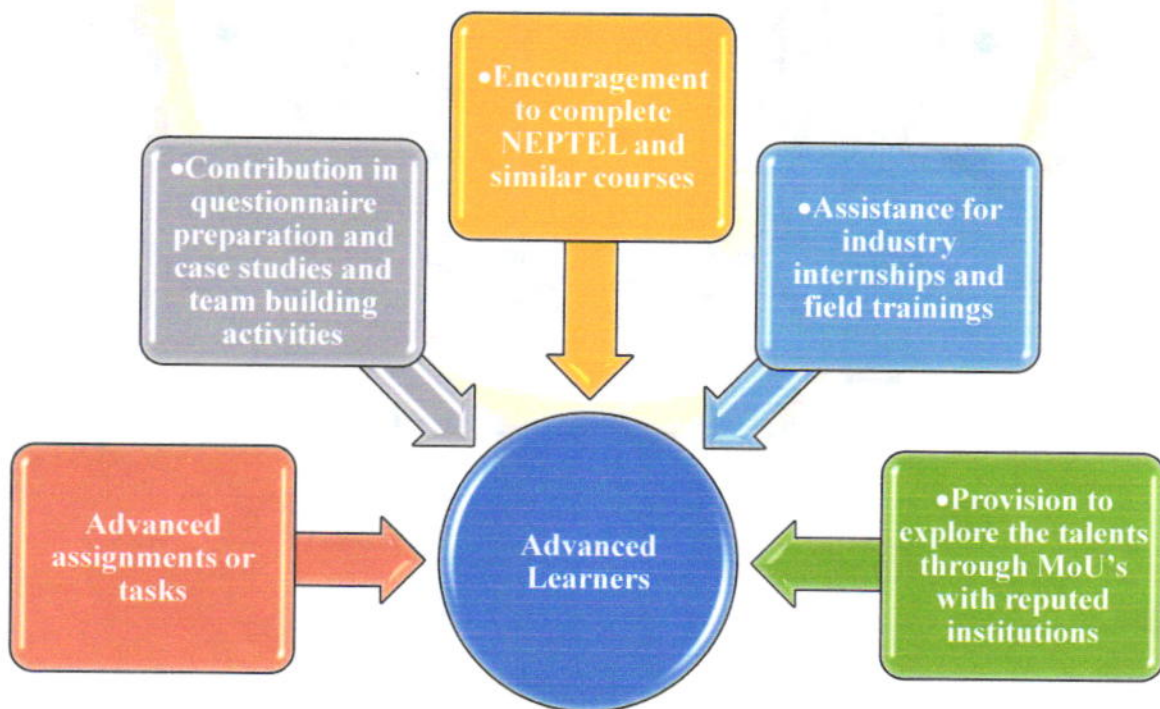 •Encouragement
to complete
NEPTEL and
similar courses
•Contribution in
questionnaire
preparation and
case studies and
team building
activities
•Assistance for
industry
internships and
field trainings
Advanced
assignments or
tasks
Advanced
Learners
•Provision to
explore the talents
through MoU's
with reputed
institutions